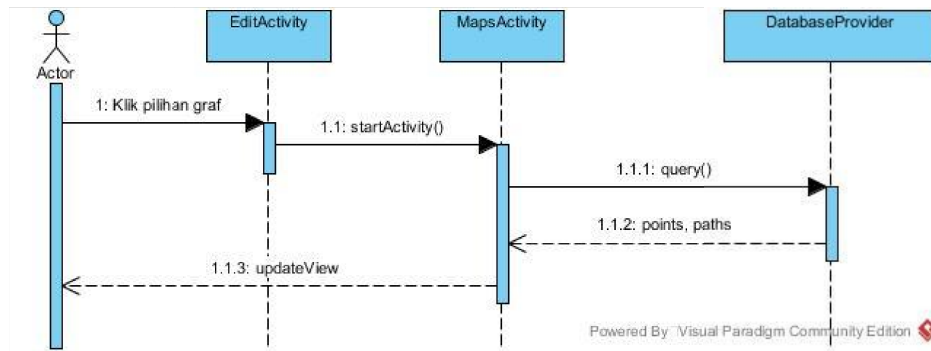 EditActivity
MapsActivity
DatabaseProvider
Actor
1: Klik pilihan graf
1.1: startActivity()
1.1.1: query()
1.1.2: points, paths
1.1.3: updateView
Powered By Visual Paradigm Community Edition